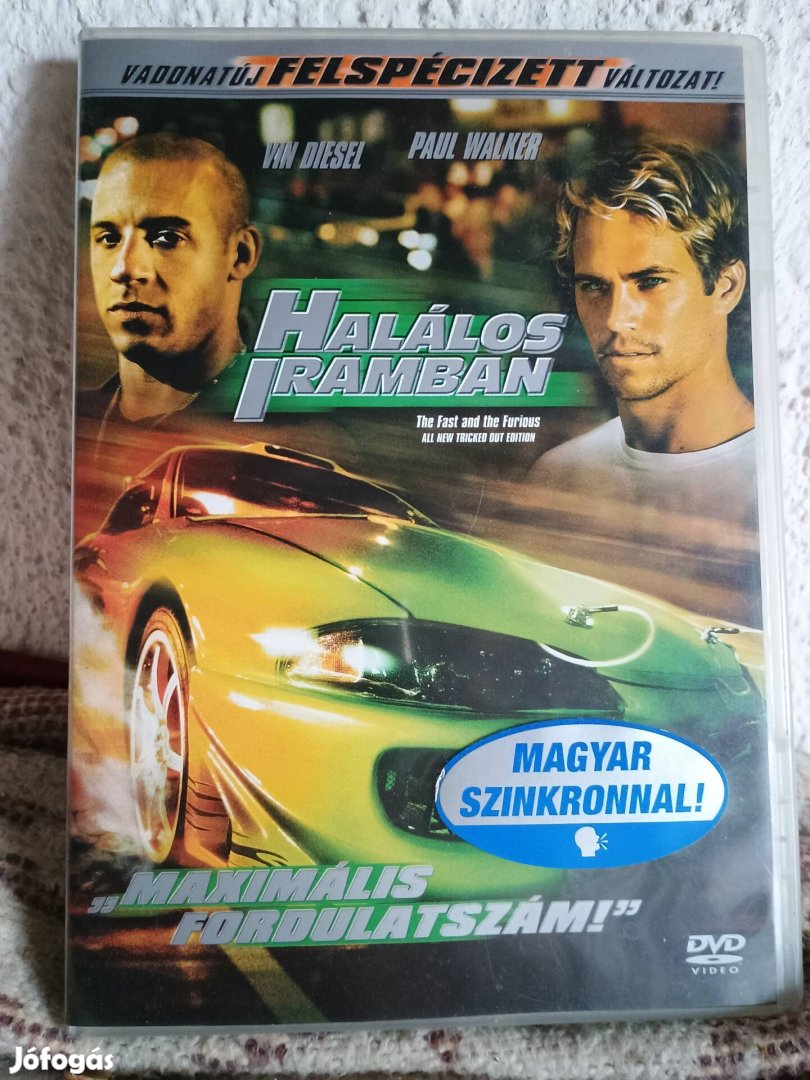 VADONATÚJ FELSPÉCIZETT VÁLTOZAT!
VIN DIESEL PAUL WALKER
HALÁLOS
IRAMBAN
The Fast and the Furious
ALL NEW TRICKED OUT EDITION
MAGYAR
SZINKRONNAL!
„MAXIMÁLIS
FORDULATSZÁM!”
DVD
VIDEO
Jófogás